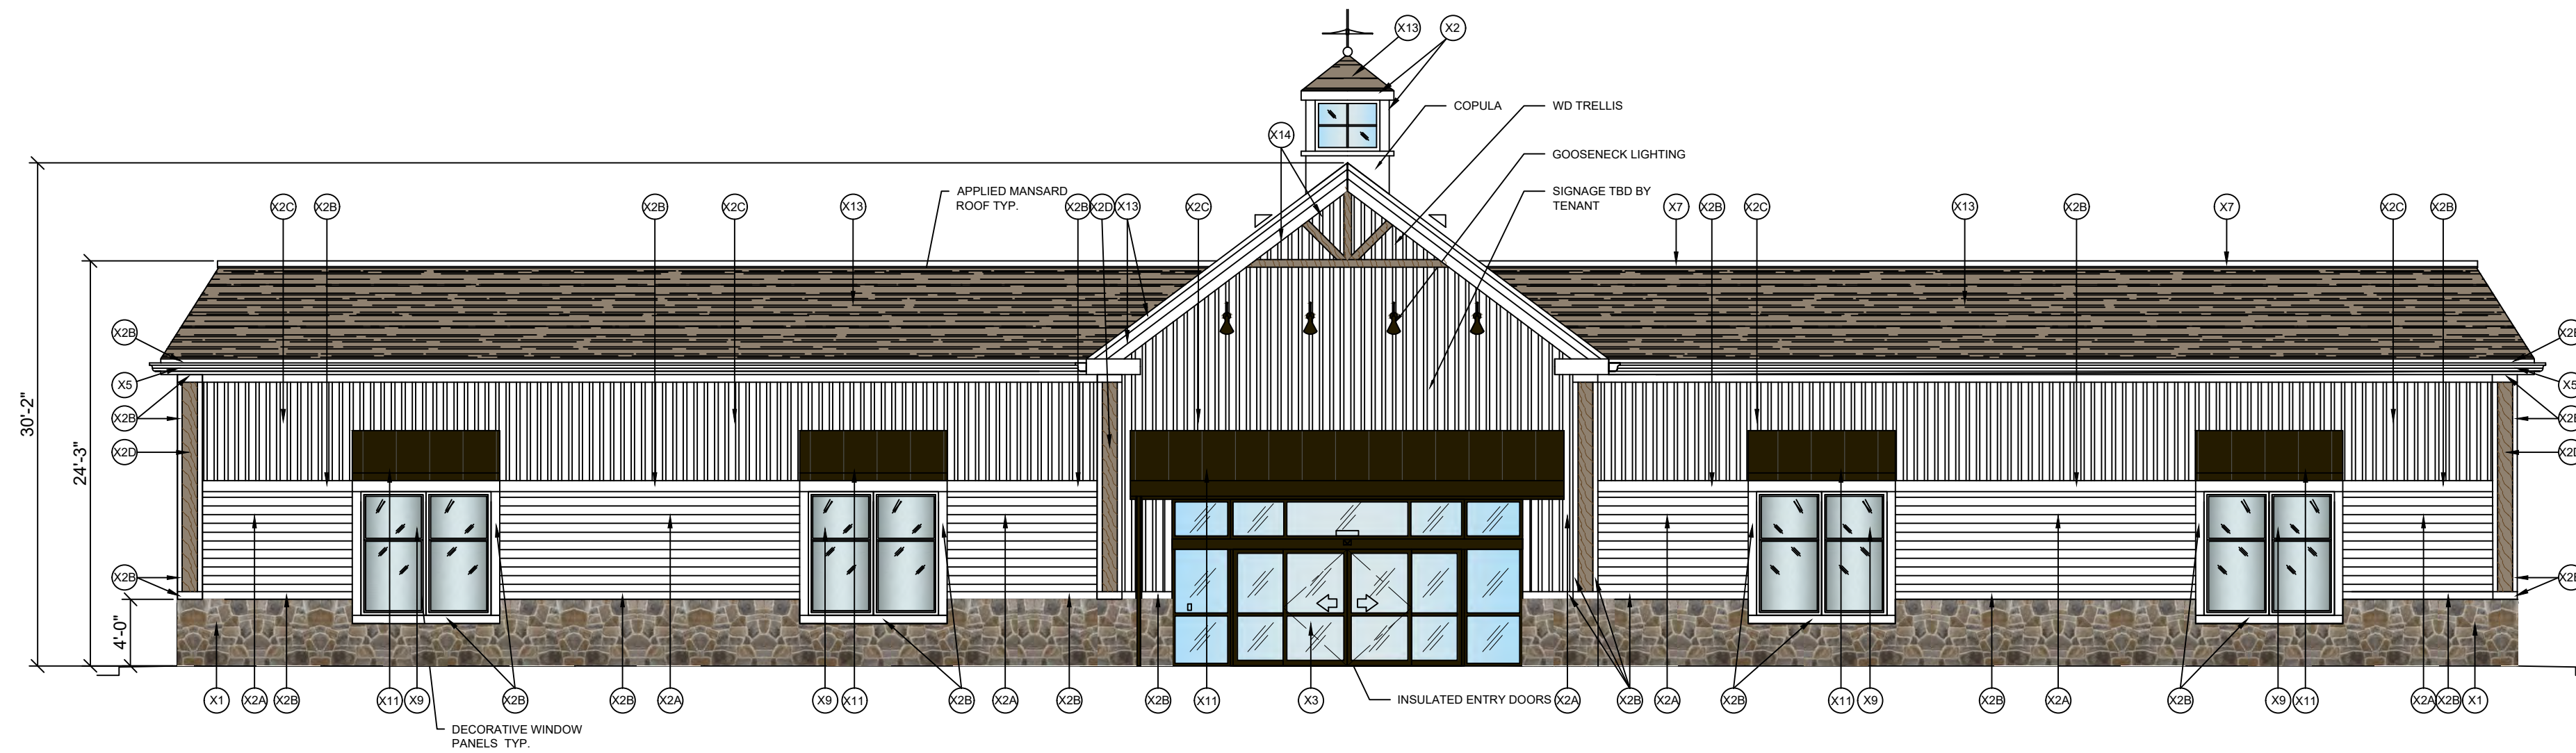 X13
X2
COPULA
WD TRELLIS
X14
GOOSENECK LIGHTING
APPLIED MANSARD
ROOF TYP.
SIGNAGE TBD BY
TENANT
X2C
X2B
X2B
X2C
X13
X2B
X2D
X13
X2C
X7
X2B
X2C
X13
X2B
X7
X2C
X2B
30'-2"
24'-3"
4'-0"
X2B
X5
X2B
X2D
X2B
X5
X1
X2A
X2B
X11
X9
X2B
X2B
X2A
X9
X11
X2B
X2A
X2B
X2B
X11
X3
INSULATED ENTRY DOORS
X2A
X2B
X2A
X2B
X11
X9
X2B
X2A
X2B
X9
X11
X2A
X2B
X1
DECORATIVE WINDOW
PANELS TYP.